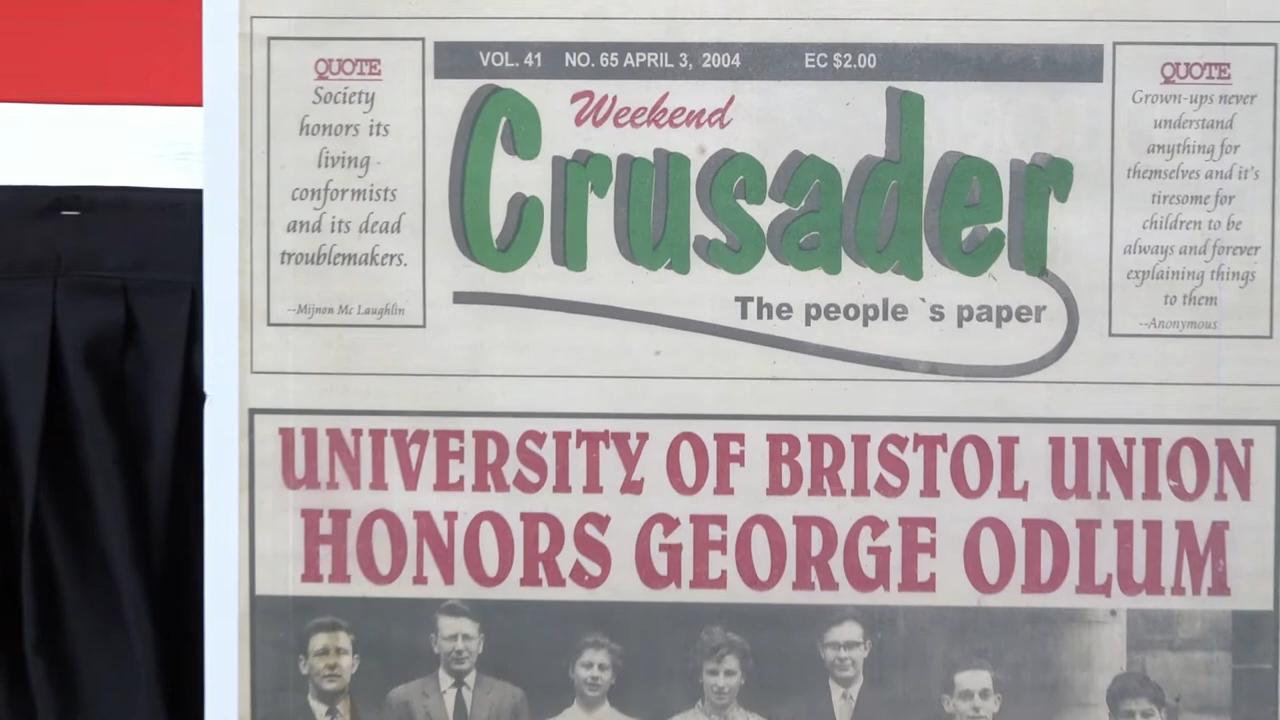 QUOTE
Society
honors its
living -
conformists
and its dead
troublemakers.
--Mijnon Mc Laughlin
VOL. 41 NO. 65 APRIL 3, 2004 EC $2.00
Weekend
Crusader
The people `s paper
QUOTE
Grown-ups never
understand
anything for
themselves and it's
tiresome for
children to be
always and forever
explaining things
to them
--Anonymous
UNIVERSITY OF BRISTOL UNION
HONORS GEORGE ODLUM